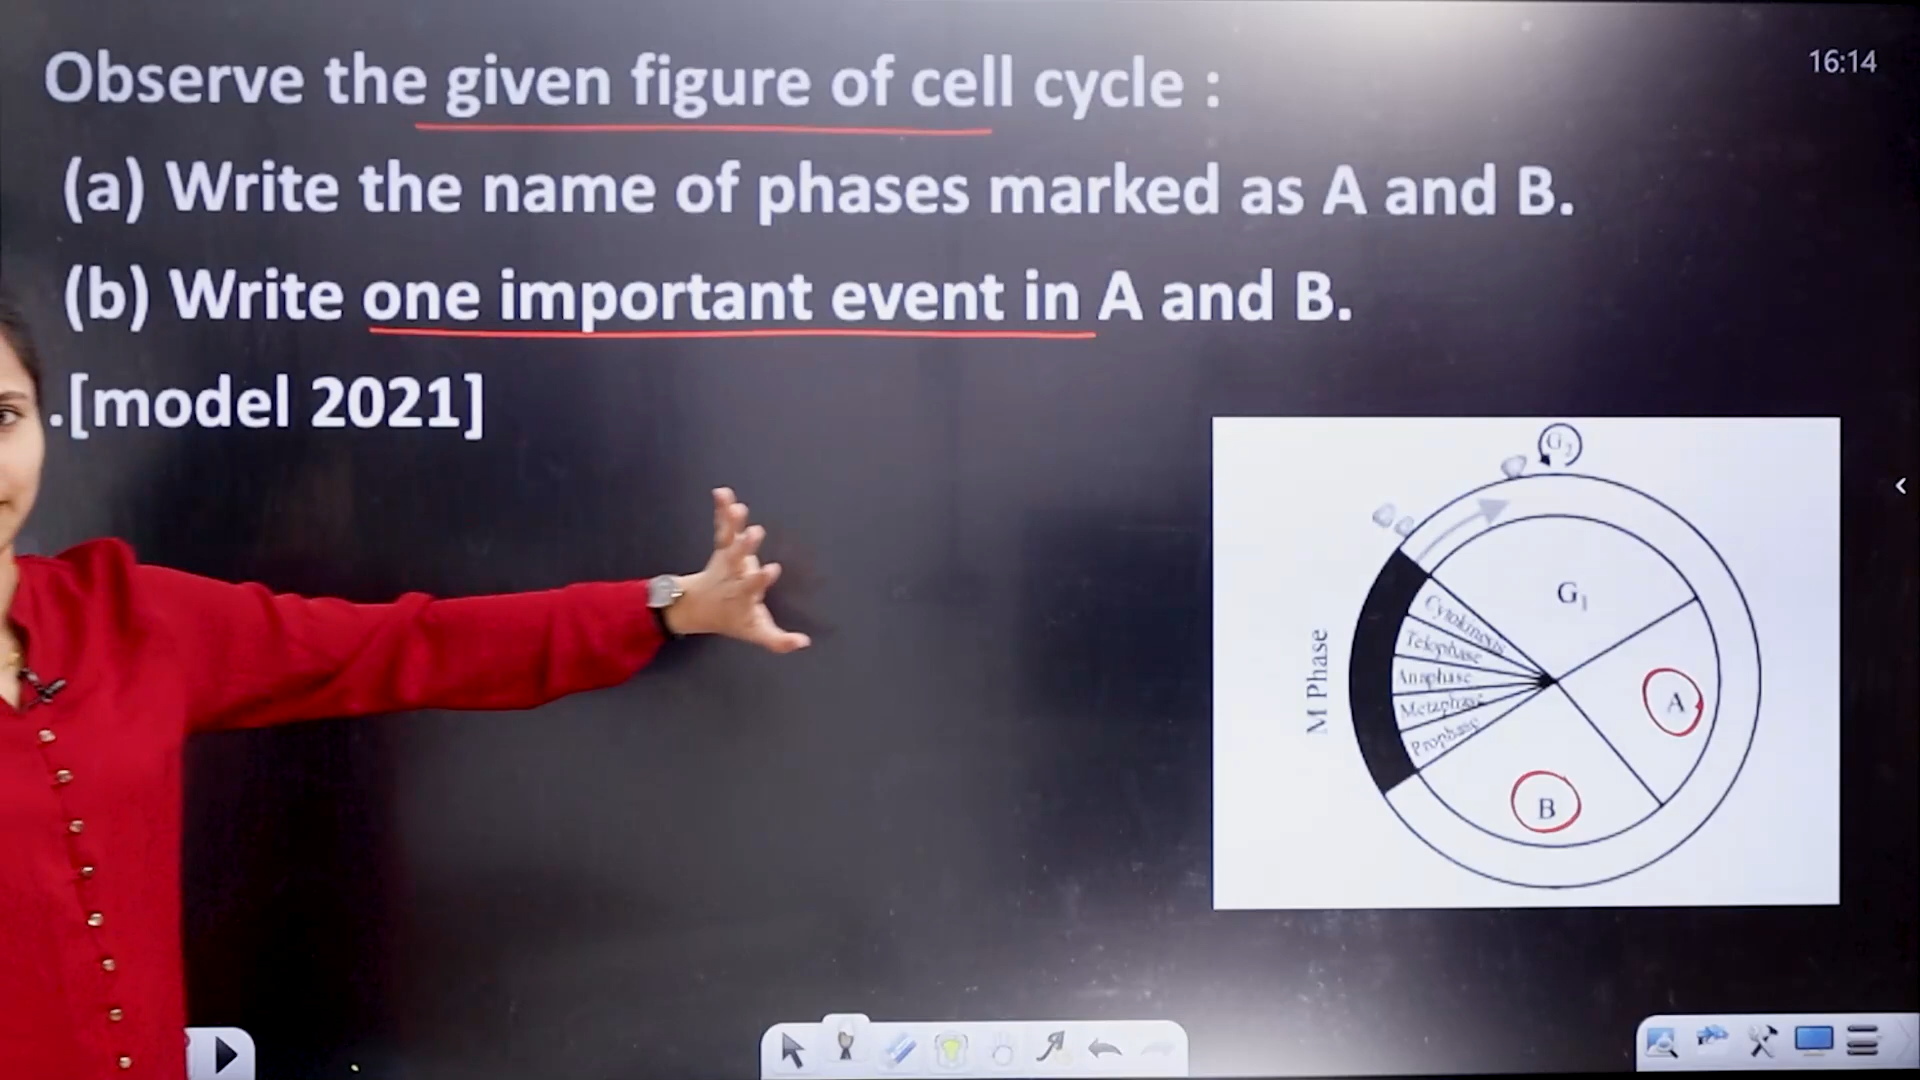 Observe the given figure of cell cycle :
16:14
(a) Write the name of phases marked as A and B.
(b) Write one important event in A and B.
.[model 2021]
G₂
G₁
Cytokinesis
Telophase
Anaphase
Metaphase
Prophase
M Phase
A
B